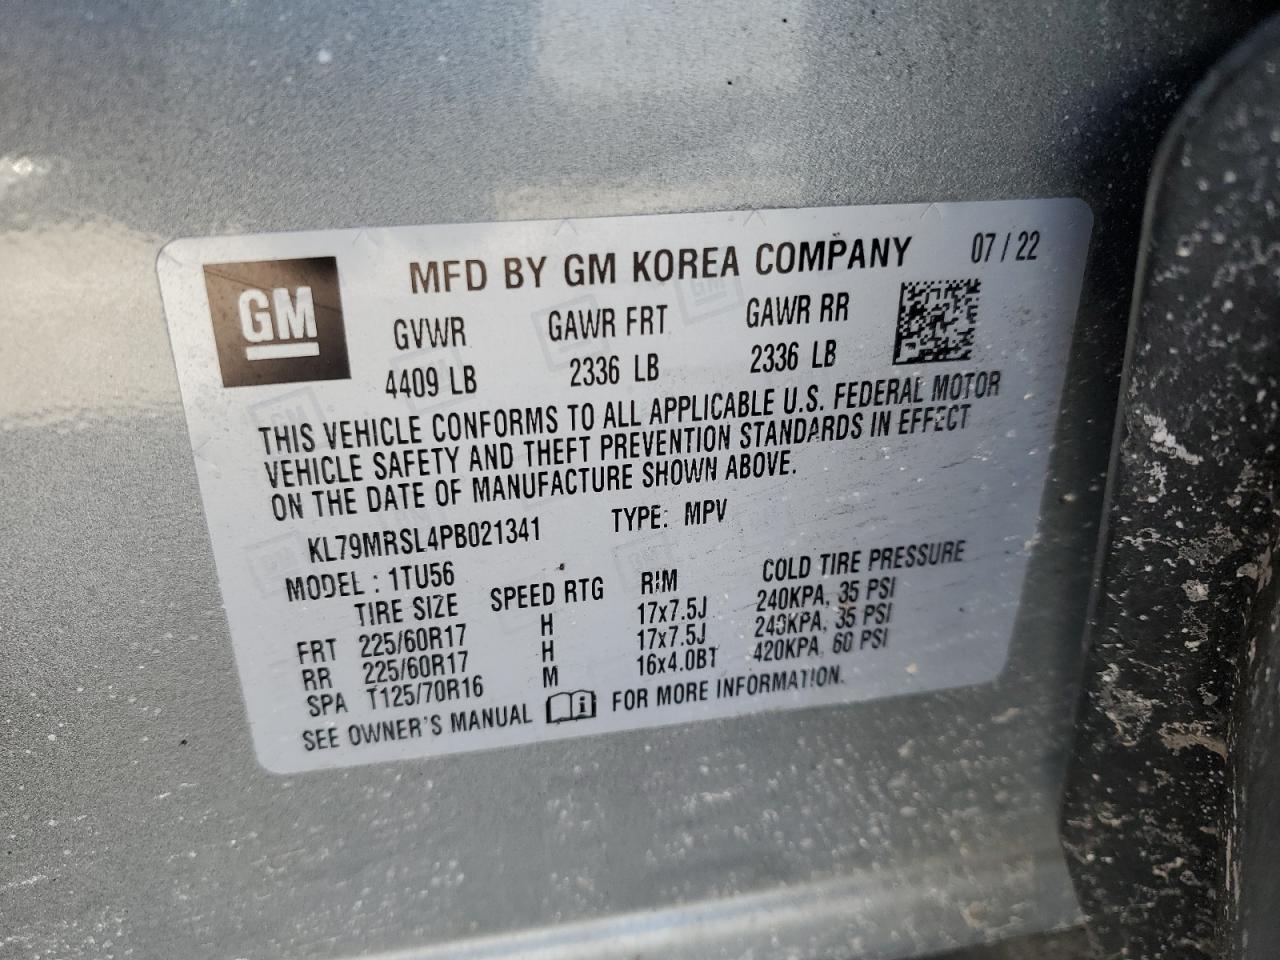 MFD BY GM KOREA COMPANY 07 / 22
GM
GVWR GAWR FRT GAWR RR
4409 LB 2336 LB 2336 LB
THIS VEHICLE CONFORMS TO ALL APPLICABLE U.S. FEDERAL MOTOR
VEHICLE SAFETY AND THEFT PREVENTION STANDARDS IN EFFECT
ON THE DATE OF MANUFACTURE SHOWN ABOVE.
KL79MRSL4PB021341 TYPE: MPV
MODEL : 1TU56
TIRE SIZE SPEED RTG RIM COLD TIRE PRESSURE
FRT 225/60R17 H 17x7.5J 240KPA, 35 PSI
RR 225/60R17 H 17x7.5J 240KPA, 35 PSI
SPA T125/70R16 M 16x4.0BT 420KPA, 60 PSI
SEE OWNER'S MANUAL FOR MORE INFORMATION.